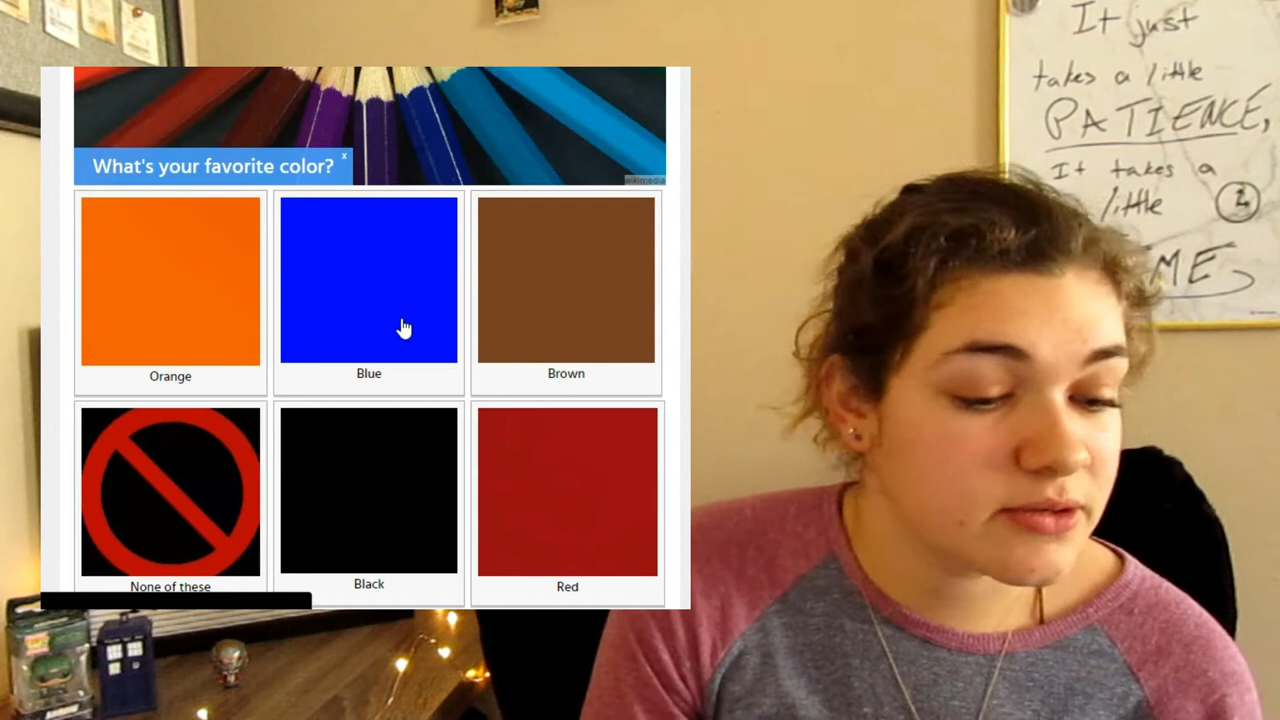 It just
takes a little
PATIENCE,
It takes a
little
What's your favorite color?
x
wikimedia
Orange
Blue
Brown
None of these
Black
Red